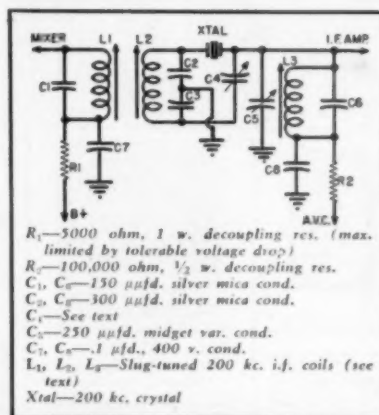 MIXER L1 L2 XTAL I.F. AMP.
C1 C2 C3 C4 L3 C5 C6
C7 C8
R1 R2
B+ A.V.C.
R₁—5000 ohm, 1 w. decoupling res. (max.
limited by tolerable voltage drop)
R₂—100,000 ohm, ½ w. decoupling res.
C₁, C₆—150 μμfd. silver mica cond.
C₂, C₃—300 μμfd. silver mica cond.
C₄—See text
C₅—250 μμfd. midget var. cond.
C₇, C₈—.1 μfd., 400 v. cond.
L₁, L₂, L₃—Slug-tuned 200 kc. i.f. coils (see
text)
Xtal—200 kc. crystal